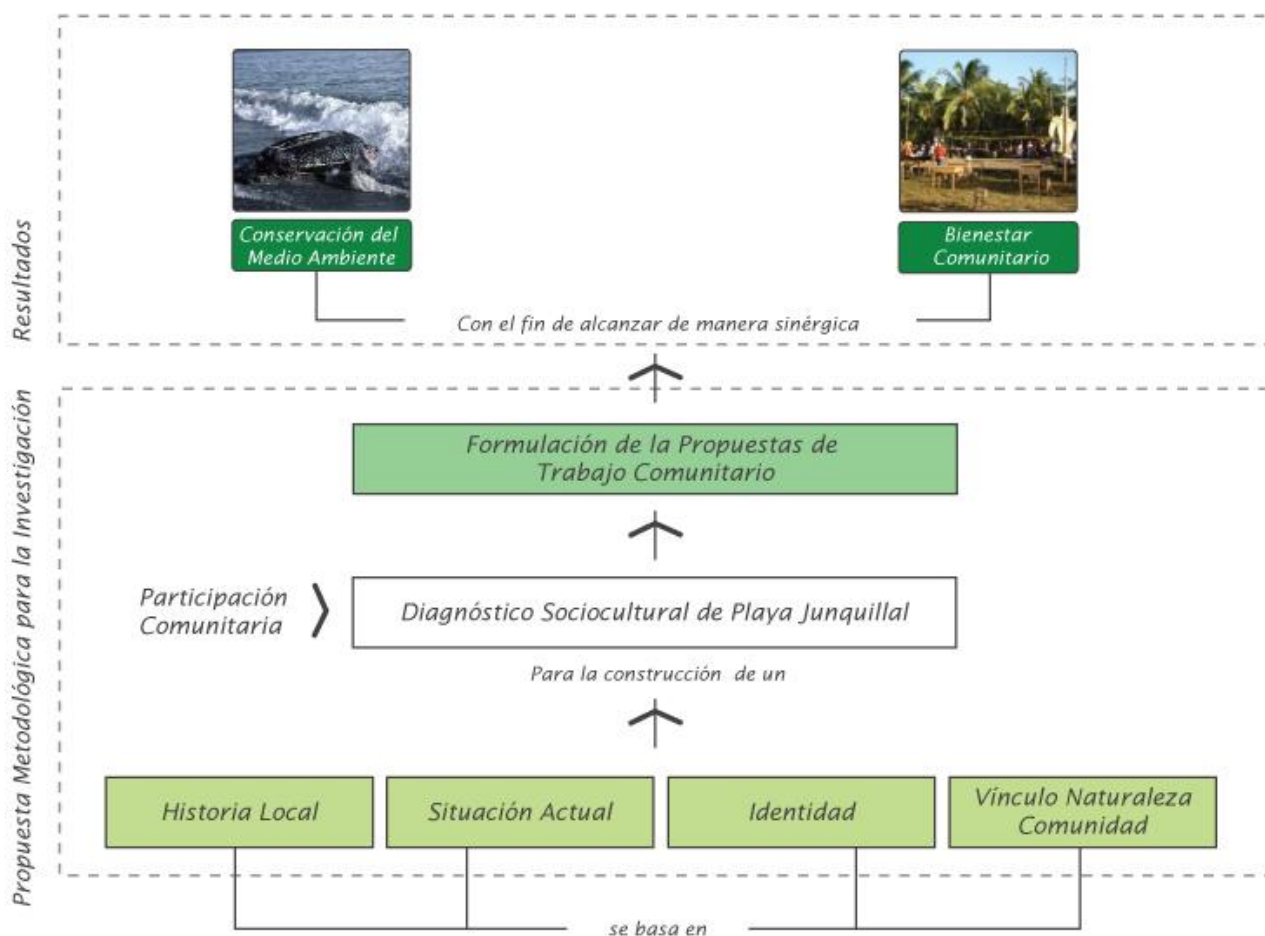 Resultados
Conservación del
Medio Ambiente
Bienestar
Comunitario
Con el fin de alcanzar de manera sinérgica
Propuesta Metodológica para la Investigación
Formulación de la Propuestas de
Trabajo Comunitario
Participación
Comunitaria
Diagnóstico Sociocultural de Playa Junquillal
Para la construcción de un
Historia Local
Situación Actual
Identidad
Vínculo Naturaleza
Comunidad
se basa en